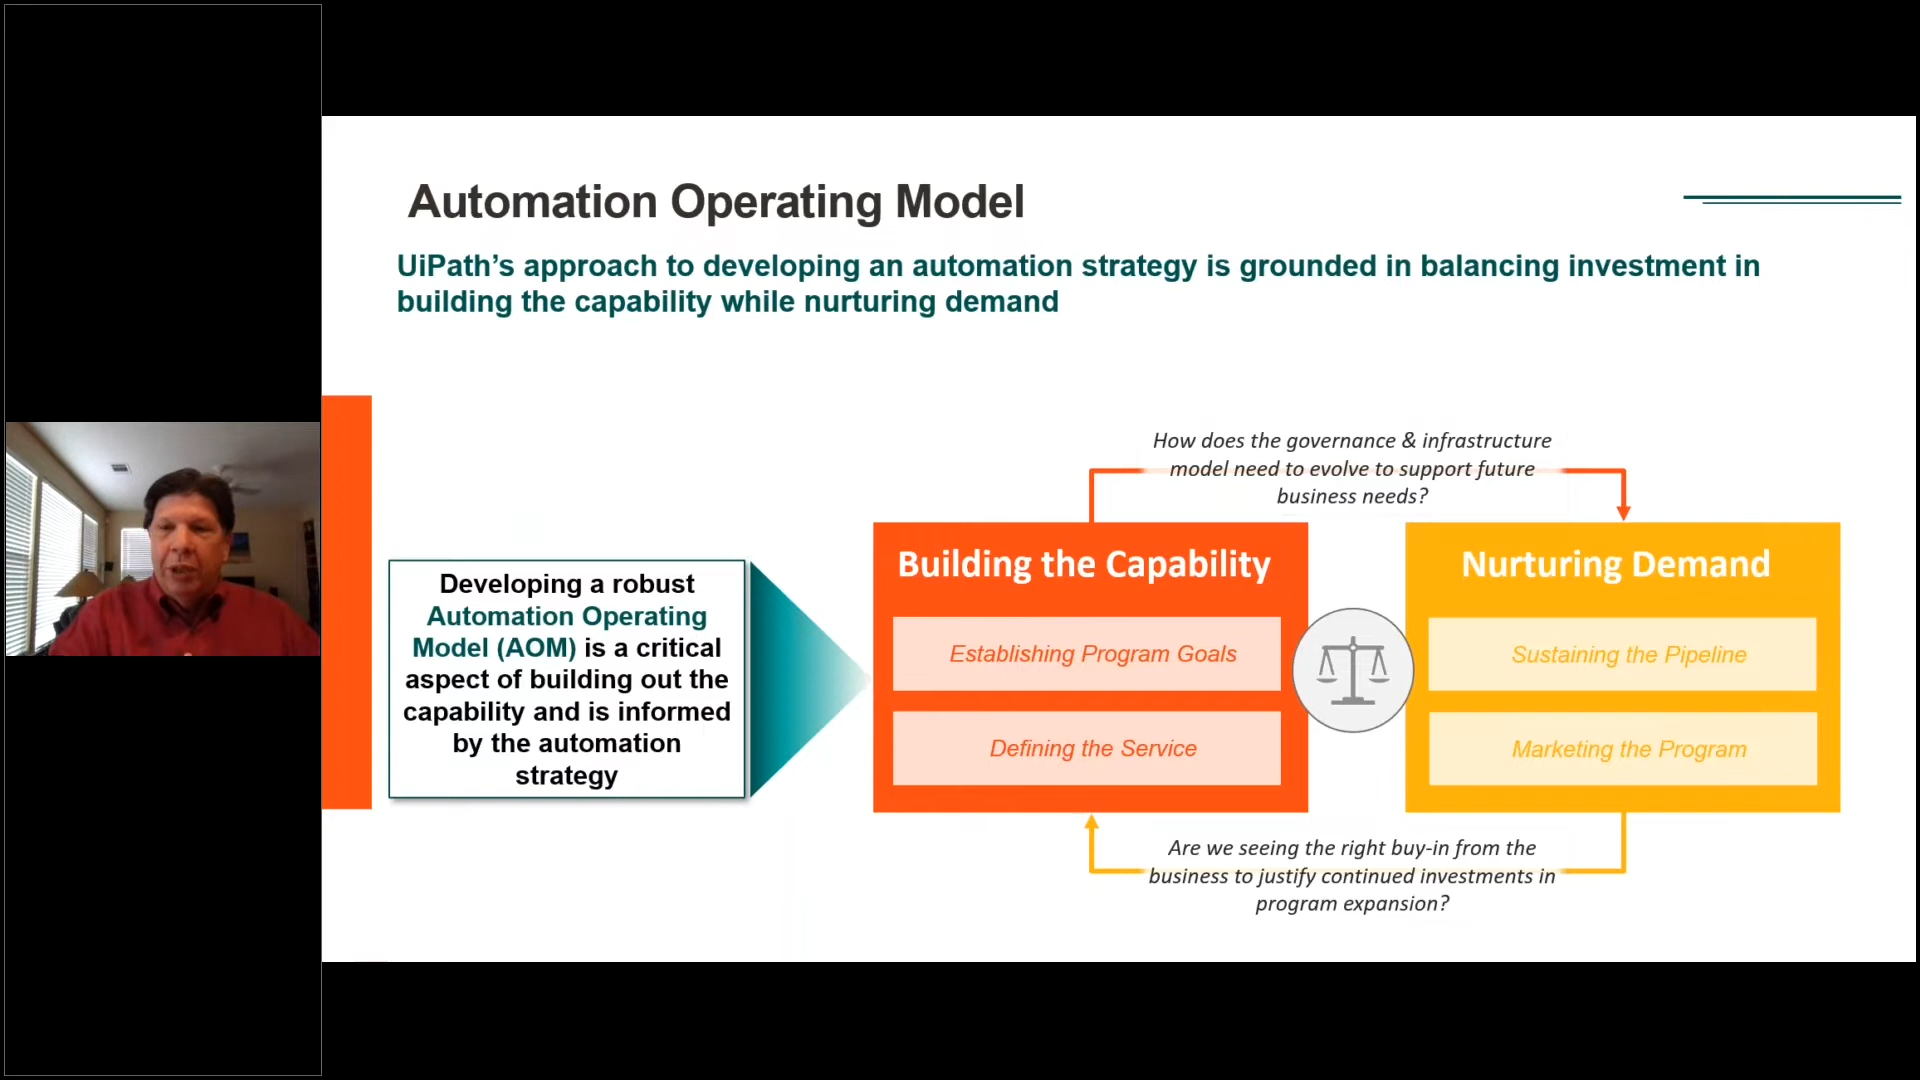 Automation Operating Model
UiPath’s approach to developing an automation strategy is grounded in balancing investment in
building the capability while nurturing demand
Developing a robust
Automation Operating
Model (AOM) is a critical
aspect of building out the
capability and is informed
by the automation
strategy
How does the governance & infrastructure
model need to evolve to support future
business needs?
Building the Capability
Establishing Program Goals
Defining the Service
Nurturing Demand
Sustaining the Pipeline
Marketing the Program
Are we seeing the right buy-in from the
business to justify continued investments in
program expansion?